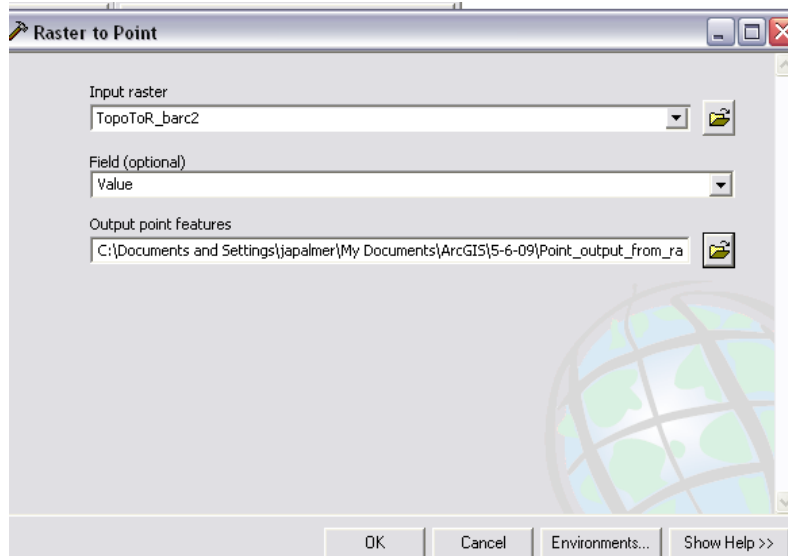 Raster to Point
Input raster
TopoToR_barc2
Field (optional)
Value
Output point features
C:\Documents and Settings\japalmer\My Documents\ArcGIS\5-6-09\Point_output_from_ra
OK
Cancel
Environments...
Show Help >>